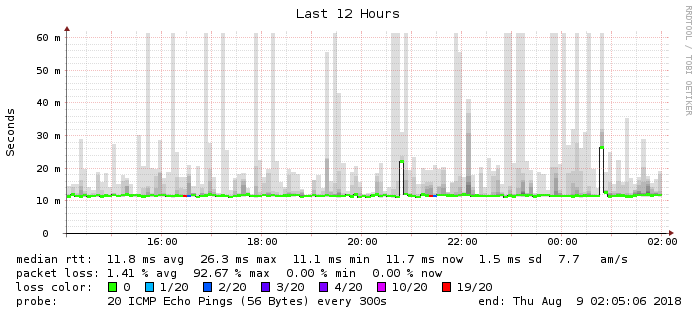 Last 12 Hours
RRDTOOL / TOBI OETIKER
Seconds
60 m
50 m
40 m
30 m
20 m
10 m
0
16:00 18:00 20:00 22:00 00:00 02:00
median rtt: 11.8 ms avg 26.3 ms max 11.1 ms min 11.7 ms now 1.5 ms sd 7.7 am/s
packet loss: 1.41 % avg 92.67 % max 0.00 % min 0.00 % now
loss color: 0 1/20 2/20 3/20 4/20 10/20 19/20
probe: 20 ICMP Echo Pings (56 Bytes) every 300s end: Thu Aug 9 02:05:06 2018